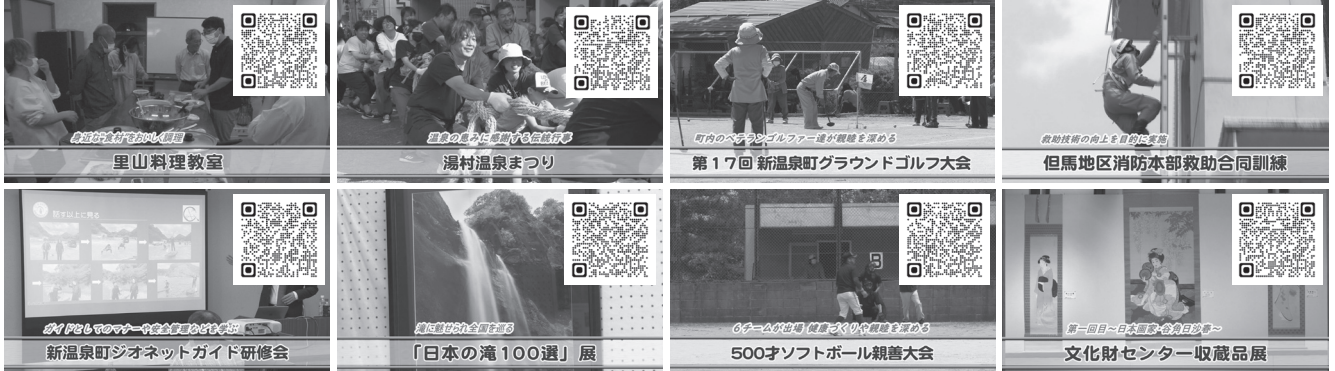 身近な“食材”をおいしく調理
里山料理教室
温泉の恵みに感謝する伝統行事
湯村温泉まつり
町内のベテランゴルファー達が親睦を深める
第17回 新温泉町グラウンドゴルフ大会
救助技術の向上を目的に実施
但馬地区消防本部救助合同訓練
ガイドとしてのマナーや安全管理などを学ぶ
新温泉町ジオネットガイド研修会
滝に魅せられ全国を巡る
「日本の滝100選」展
6チームが出場 健康づくりや親睦を深める
500才ソフトボール親善大会
第一回目～日本画家・谷角日沙春～
文化財センター収蔵品展